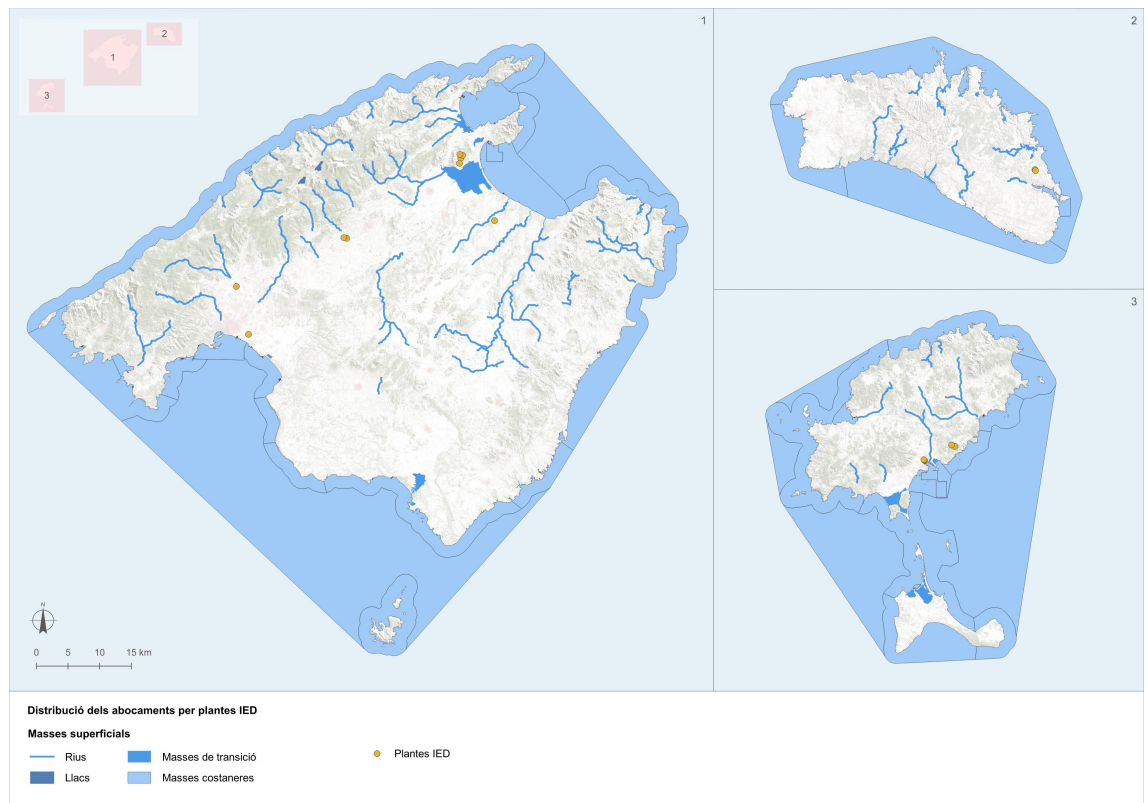 1
2
3
1
2
3
N
0 5 10 15 km
Distribució dels abocaments per plantes IED
Masses superficials
Rius
Masses de transició
Plantes IED
Llacs
Masses costaneres